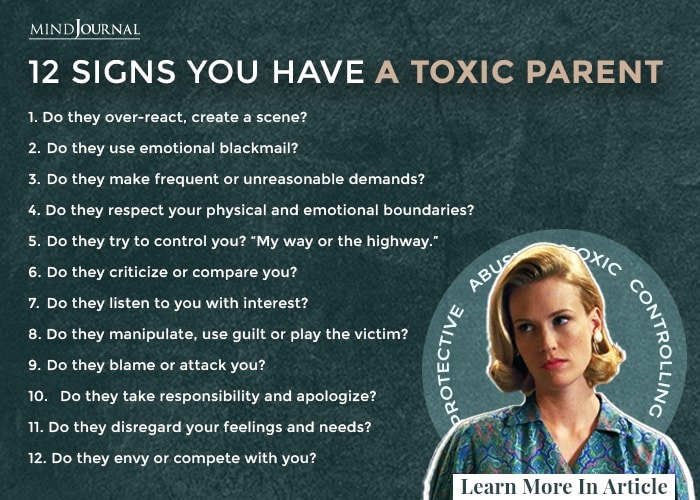 MINDJOURNAL
12 SIGNS YOU HAVE A TOXIC PARENT
1. Do they over-react, create a scene?
2. Do they use emotional blackmail?
3. Do they make frequent or unreasonable demands?
4. Do they respect your physical and emotional boundaries?
5. Do they try to control you? “My way or the highway.”
6. Do they criticize or compare you?
7. Do they listen to you with interest?
8. Do they manipulate, use guilt or play the victim?
9. Do they blame or attack you?
10. Do they take responsibility and apologize?
11. Do they disregard your feelings and needs?
12. Do they envy or compete with you?
PROTECTIVE CONTROLLING
Learn More In Article